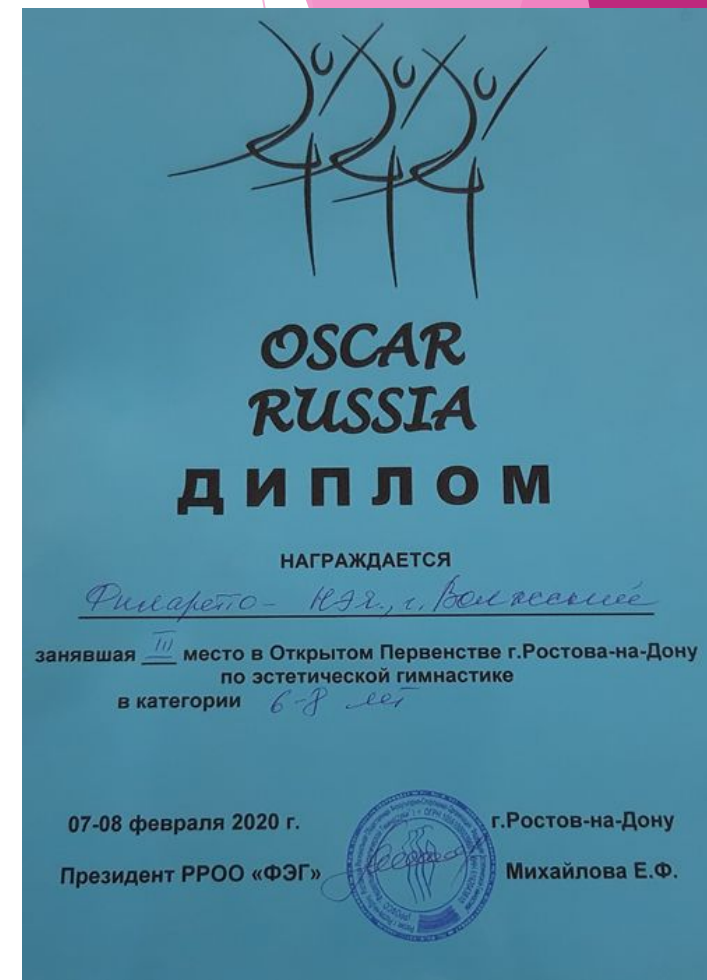 OSCAR
RUSSIA
ДИПЛОМ
НАГРАЖДАЕТСЯ
г. Волжский
занявшая III место в Открытом Первенстве г.Ростова-на-Дону
по эстетической гимнастике
в категории 6-8 лет
07-08 февраля 2020 г. г.Ростов-на-Дону
Президент РРОО «ФЭГ» Михайлова Е.Ф.